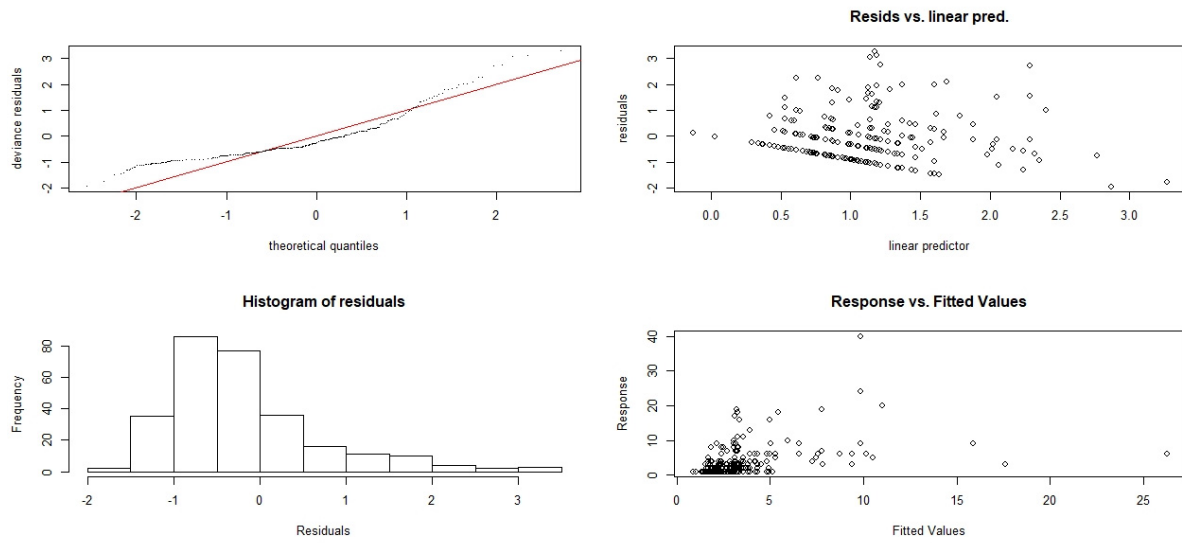 deviance residuals
3
2
1
0
-1
-2
-2 -1 0 1 2
theoretical quantiles
Resids vs. linear pred.
residuals
3
2
1
0
-1
-2
0.0 0.5 1.0 1.5 2.0 2.5 3.0
linear predictor
Histogram of residuals
Frequency
80
60
40
20
0
-2 -1 0 1 2 3
Residuals
Response vs. Fitted Values
Response
40
30
20
10
0
0 5 10 15 20 25
Fitted Values